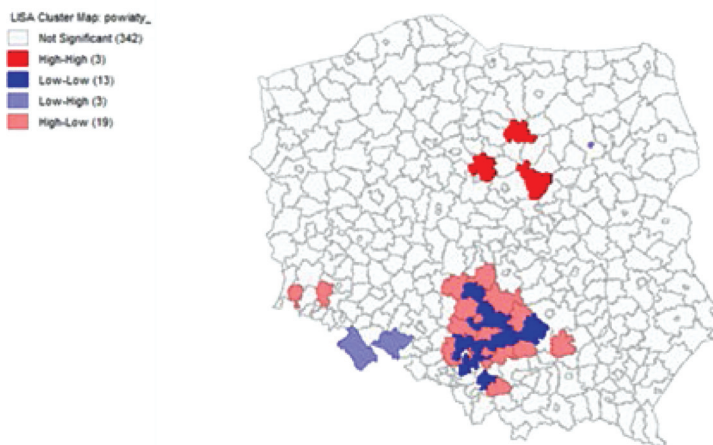 LISA Cluster Map: powiaty_
Not Significant (342)
High-High (3)
Low-Low (13)
Low-High (3)
High-Low (19)